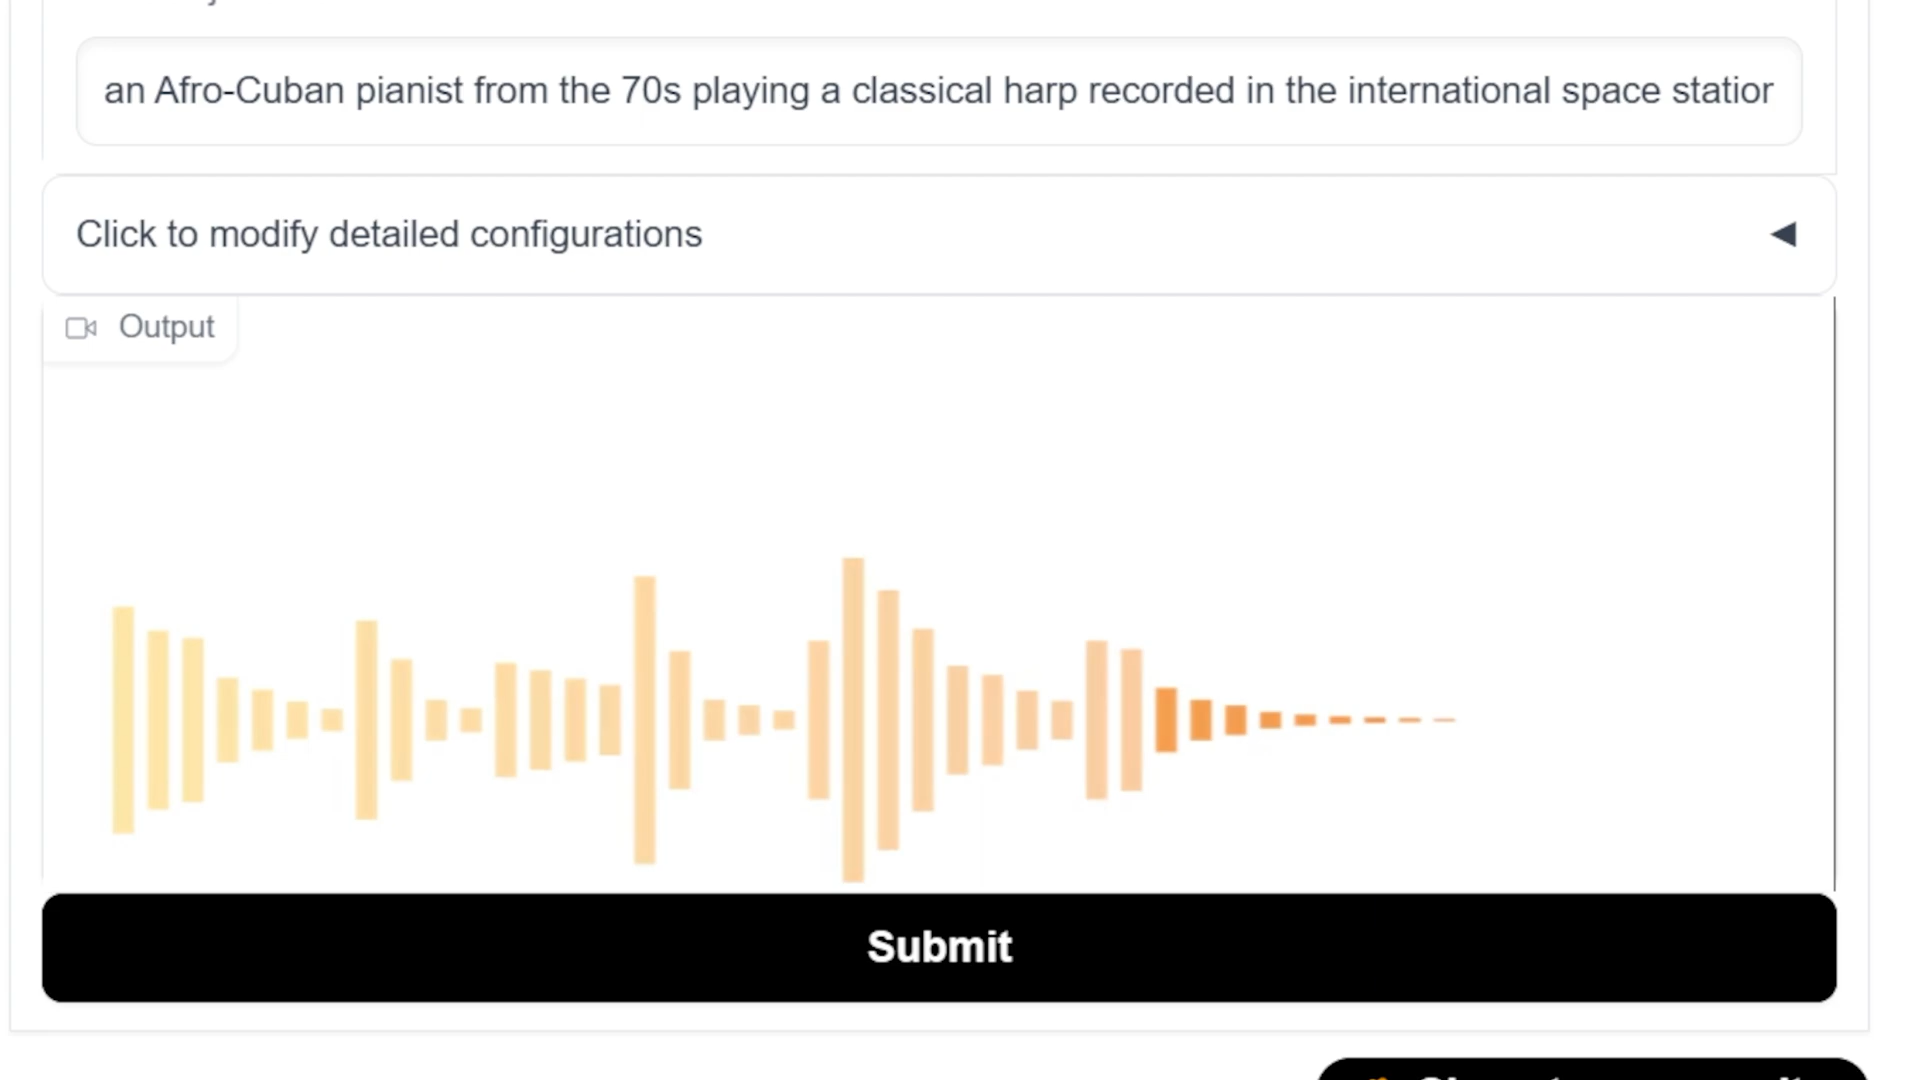 an Afro-Cuban pianist from the 70s playing a classical harp recorded in the international space
Click to modify detailed configurations
Output
Submit